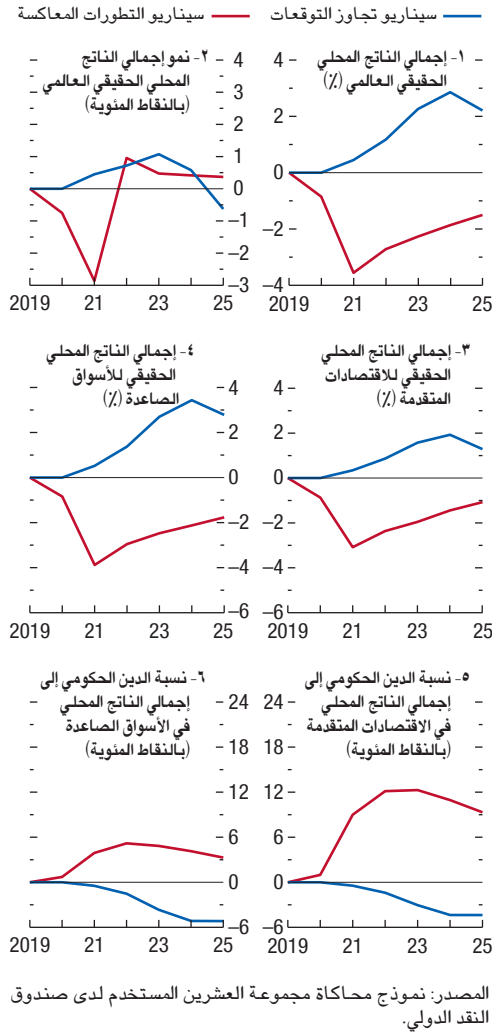 سيناريو تجاوز التوقعات
سيناريو التطورات المعاكسة
١- إجمالي الناتج المحلي
الحقيقي العالمي (٪)
4
2
0
–2
–4
2019 21 23 25
٢- نمو إجمالي الناتج
المحلي الحقيقي العالمي
(بالنقاط المئوية)
4
3
2
1
0
–1
–2
–3
2019 21 23 25
٣- إجمالي الناتج المحلي
الحقيقي للاقتصادات
المتقدمة (٪)
4
2
0
–2
–4
–6
2019 21 23 25
٤- إجمالي الناتج المحلي
الحقيقي للأسواق
الصاعدة (٪)
4
2
0
–2
–4
–6
2019 21 23 25
٥- نسبة الدين الحكومي إلى
إجمالي الناتج المحلي
في الاقتصادات المتقدمة
(بالنقاط المئوية)
24
18
12
6
0
–6
2019 21 23 25
٦- نسبة الدين الحكومي إلى
إجمالي الناتج المحلي
في الأسواق الصاعدة
(بالنقاط المئوية)
24
18
12
6
0
–6
2019 21 23 25
المصدر: نموذج محاكاة مجموعة العشرين المستخدم لدى صندوق
النقد الدولي.